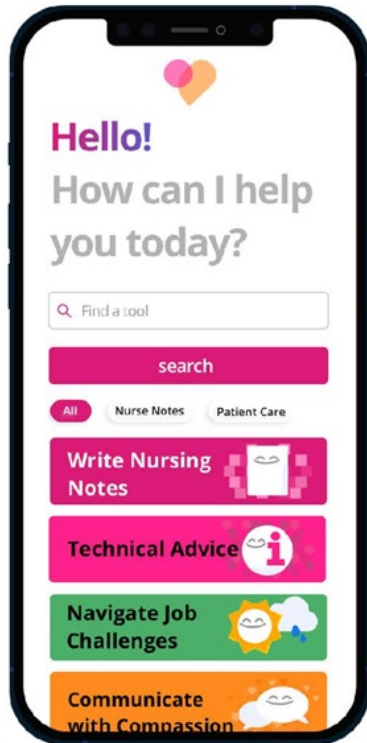 Hello!
How can I help
you today?
Find a tool
search
All Nurse Notes Patient Care
Write Nursing
Notes
Technical Advice
i
Navigate Job
Challenges
Communicate
with Compassion